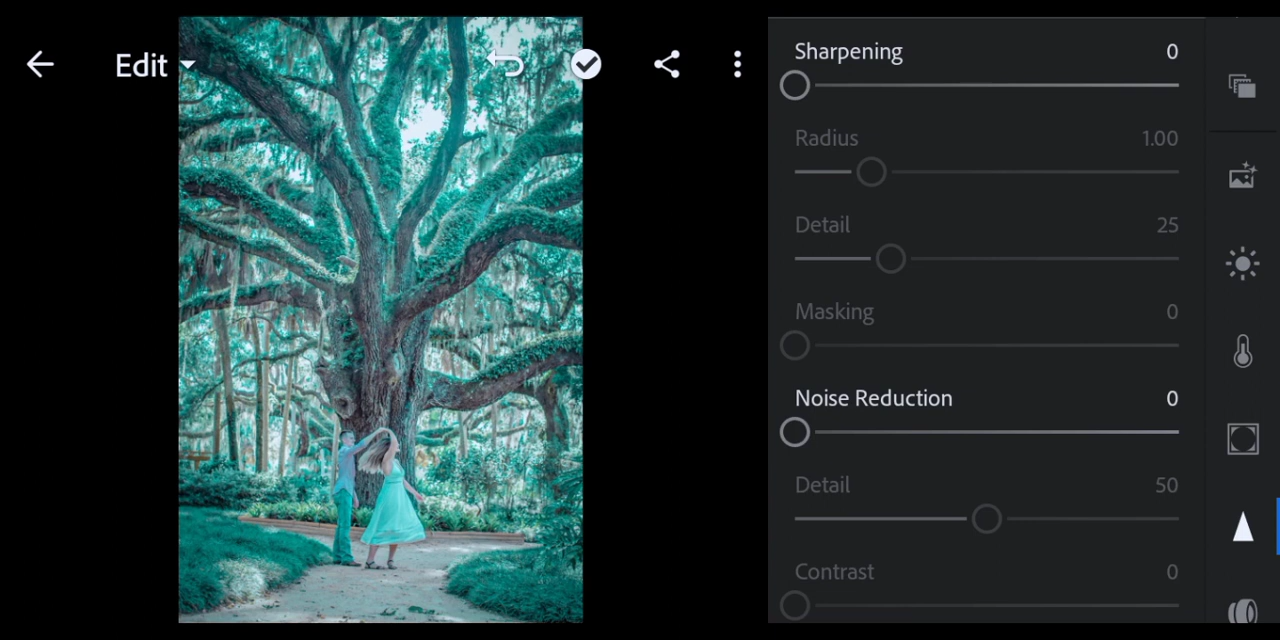 Edit
Sharpening 0
Radius 1.00
Detail 25
Masking 0
Noise Reduction 0
Detail 50
Contrast 0